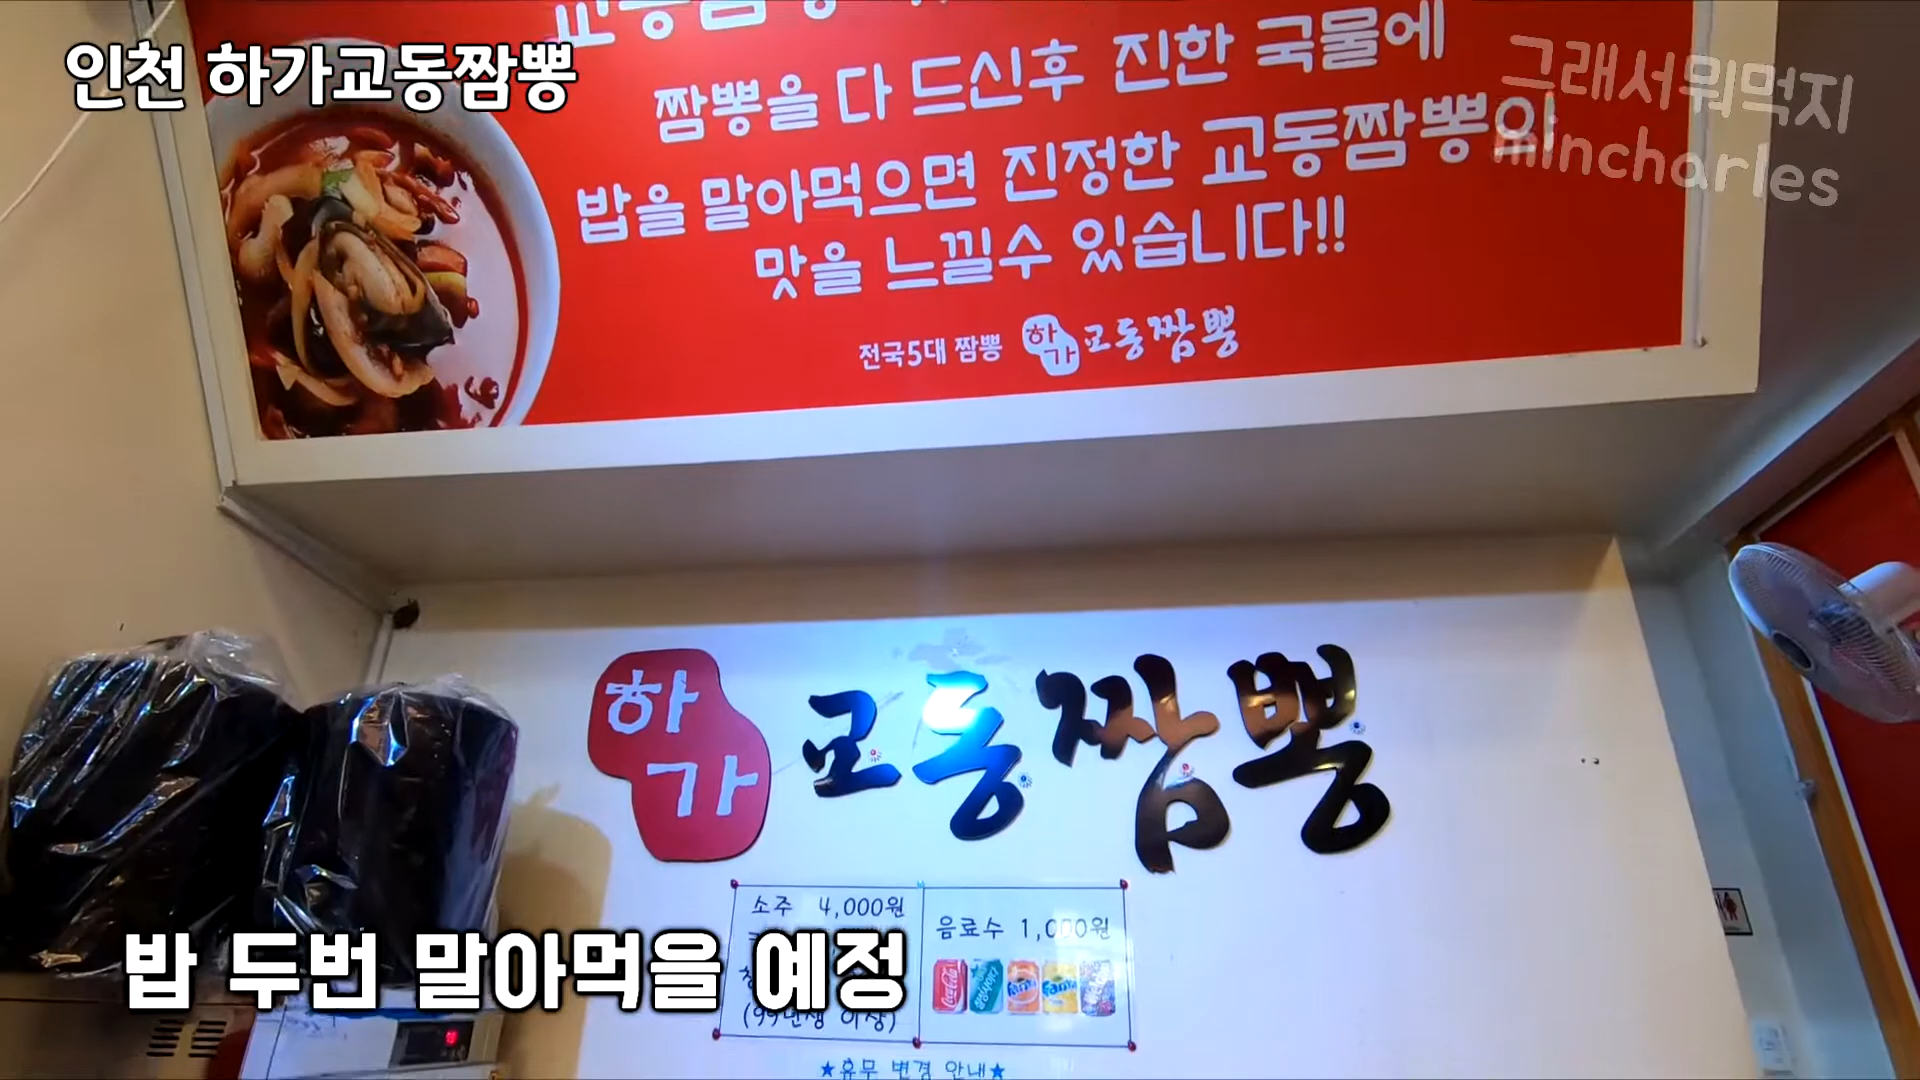 인천 하가교동짬뽕
그래서뭐먹지
mincharles
짬뽕을 다 드신후 진한 국물에
밥을 말아먹으면 진정한 교동짬뽕의
맛을 느낄수 있습니다!!
전국5대 짬뽕 하가교동짬뽕
하가 교동짬뽕
소주 4,000원
(99년생 이상)
음료수 1,000원
밥 두번 말아먹을 예정
★휴무 변경 안내★